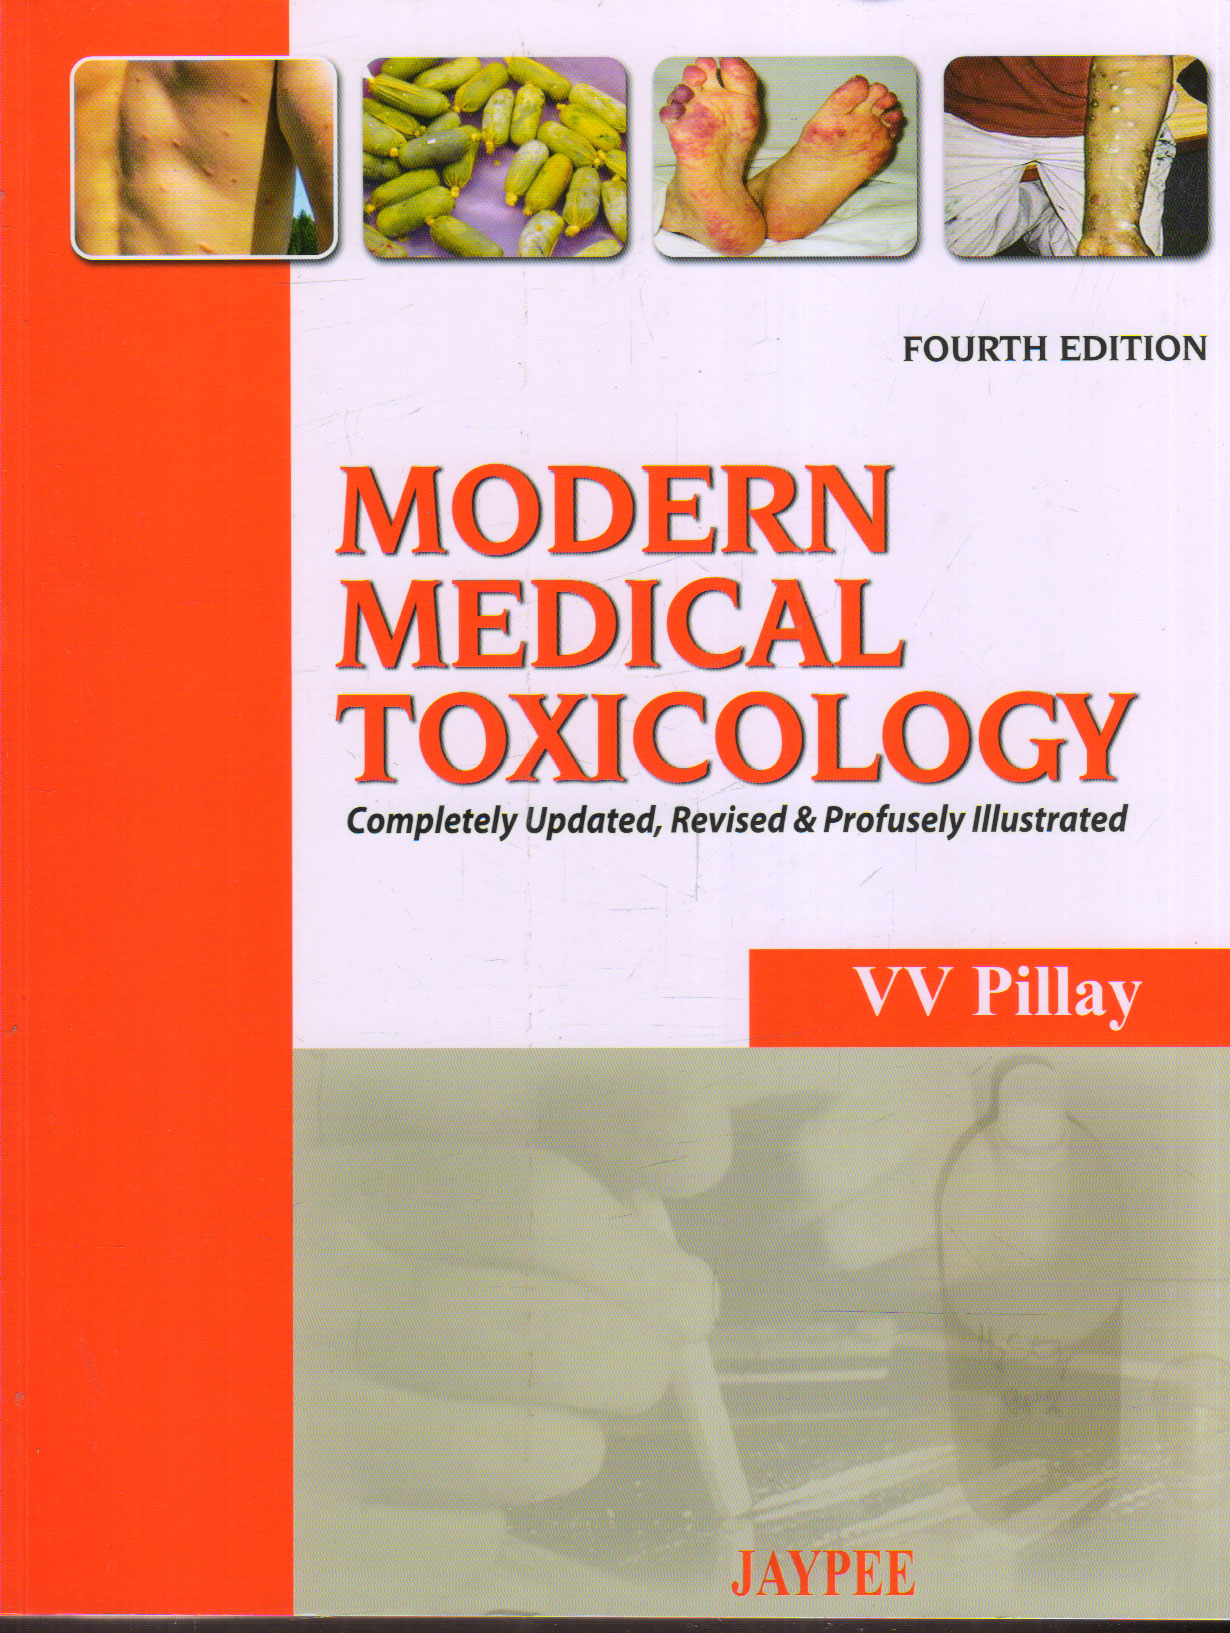 FOURTH EDITION
MODERN
MEDICAL
TOXICOLOGY
Completely Updated, Revised & Profusely Illustrated
VV Pillay
JAYPEE